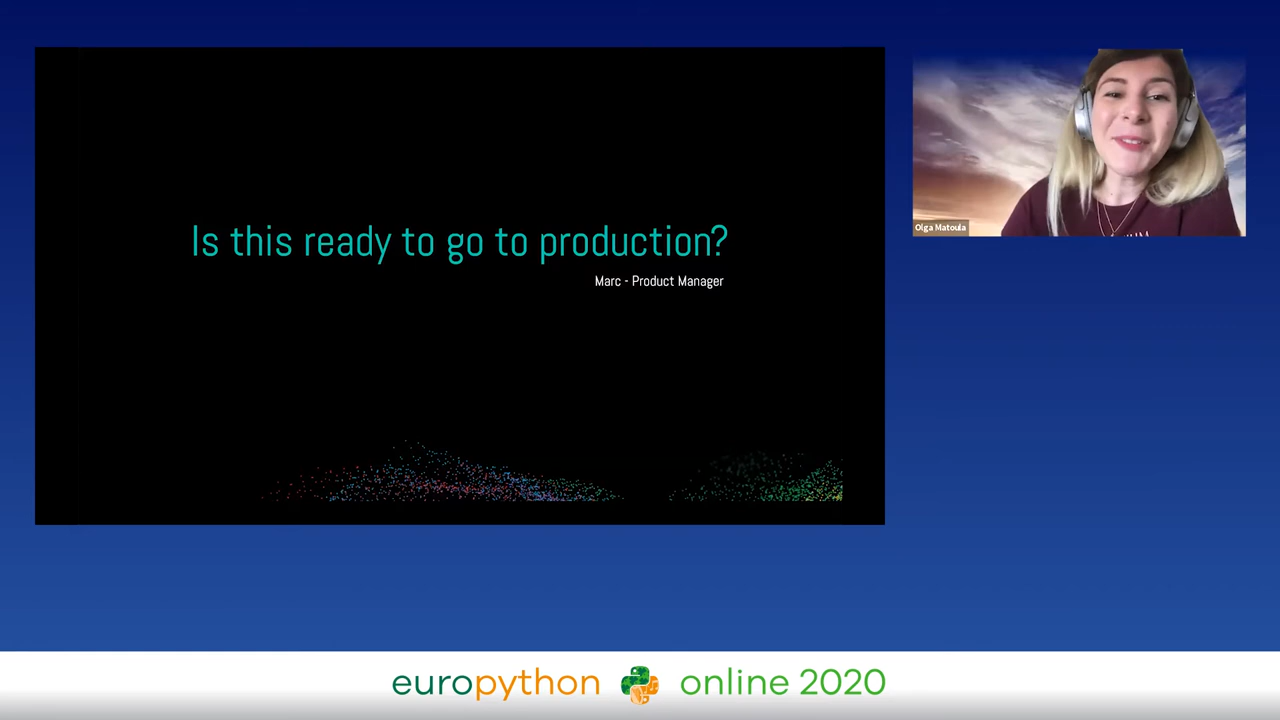 Is this ready to go to production?
Marc - Product Manager
Olga Matoula
europython online 2020